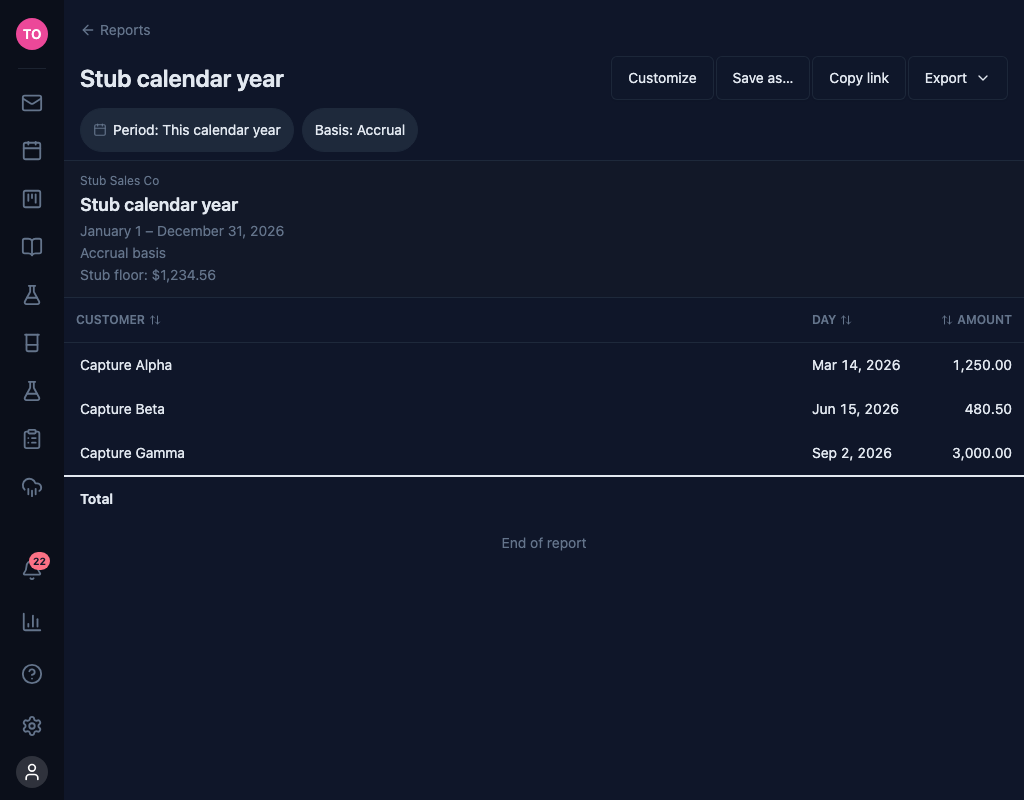 TO
Reports
Stub calendar year
Customize
Save as...
Copy link
Export
Period: This calendar year
Basis: Accrual
Stub Sales Co
Stub calendar year
January 1 – December 31, 2026
Accrual basis
Stub floor: $1,234.56
CUSTOMER DAY AMOUNT
Capture Alpha Mar 14, 2026 1,250.00
Capture Beta Jun 15, 2026 480.50
Capture Gamma Sep 2, 2026 3,000.00
Total
End of report
22